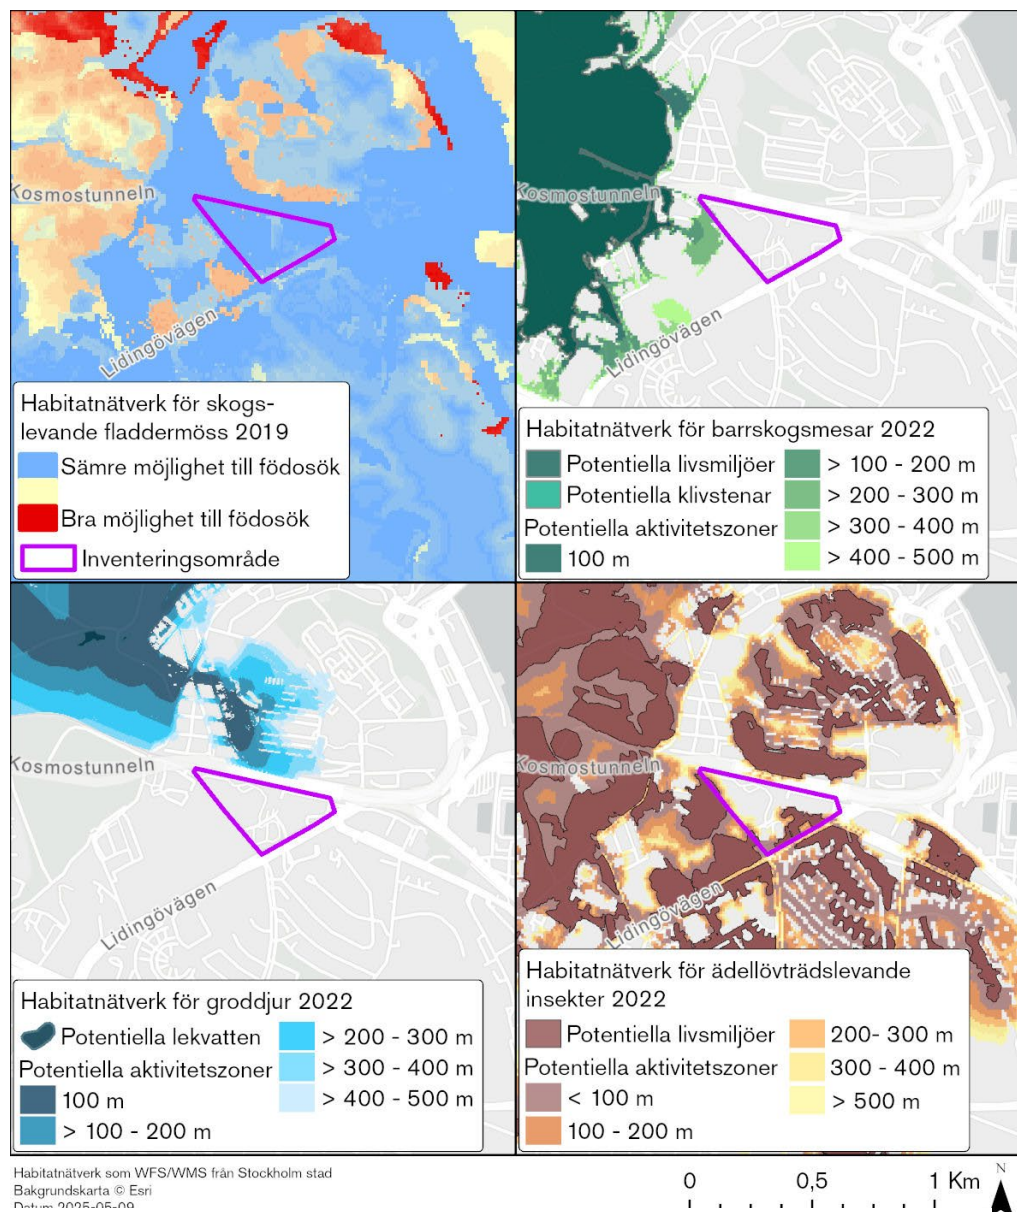 Kosmostunneln
Lidingövägen
Habitatnätverk för skogs-
levande fladdermöss 2019
Sämre möjlighet till födosök
Bra möjlighet till födosök
Inventeringsområde
Kosmostunneln
Lidingövägen
Habitatnätverk för barrskogsmesar 2022
Potentiella livsmiljöer
Potentiella klivstenar
Potentiella aktivitetszoner
100 m
> 100 - 200 m
> 200 - 300 m
> 300 - 400 m
> 400 - 500 m
Kosmostunneln
Lidingövägen
Habitatnätverk för groddjur 2022
Potentiella lekvatten
Potentiella aktivitetszoner
100 m
> 100 - 200 m
> 200 - 300 m
> 300 - 400 m
> 400 - 500 m
Kosmostunneln
Lidingövägen
Habitatnätverk för ädellövträdslevande
insekter 2022
Potentiella livsmiljöer
Potentiella aktivitetszoner
< 100 m
100 - 200 m
200- 300 m
300 - 400 m
> 500 m
Habitatnätverk som WFS/WMS från Stockholm stad
Bakgrundskarta © Esri
Datum 2025-05-09
0 0,5 1 Km
N